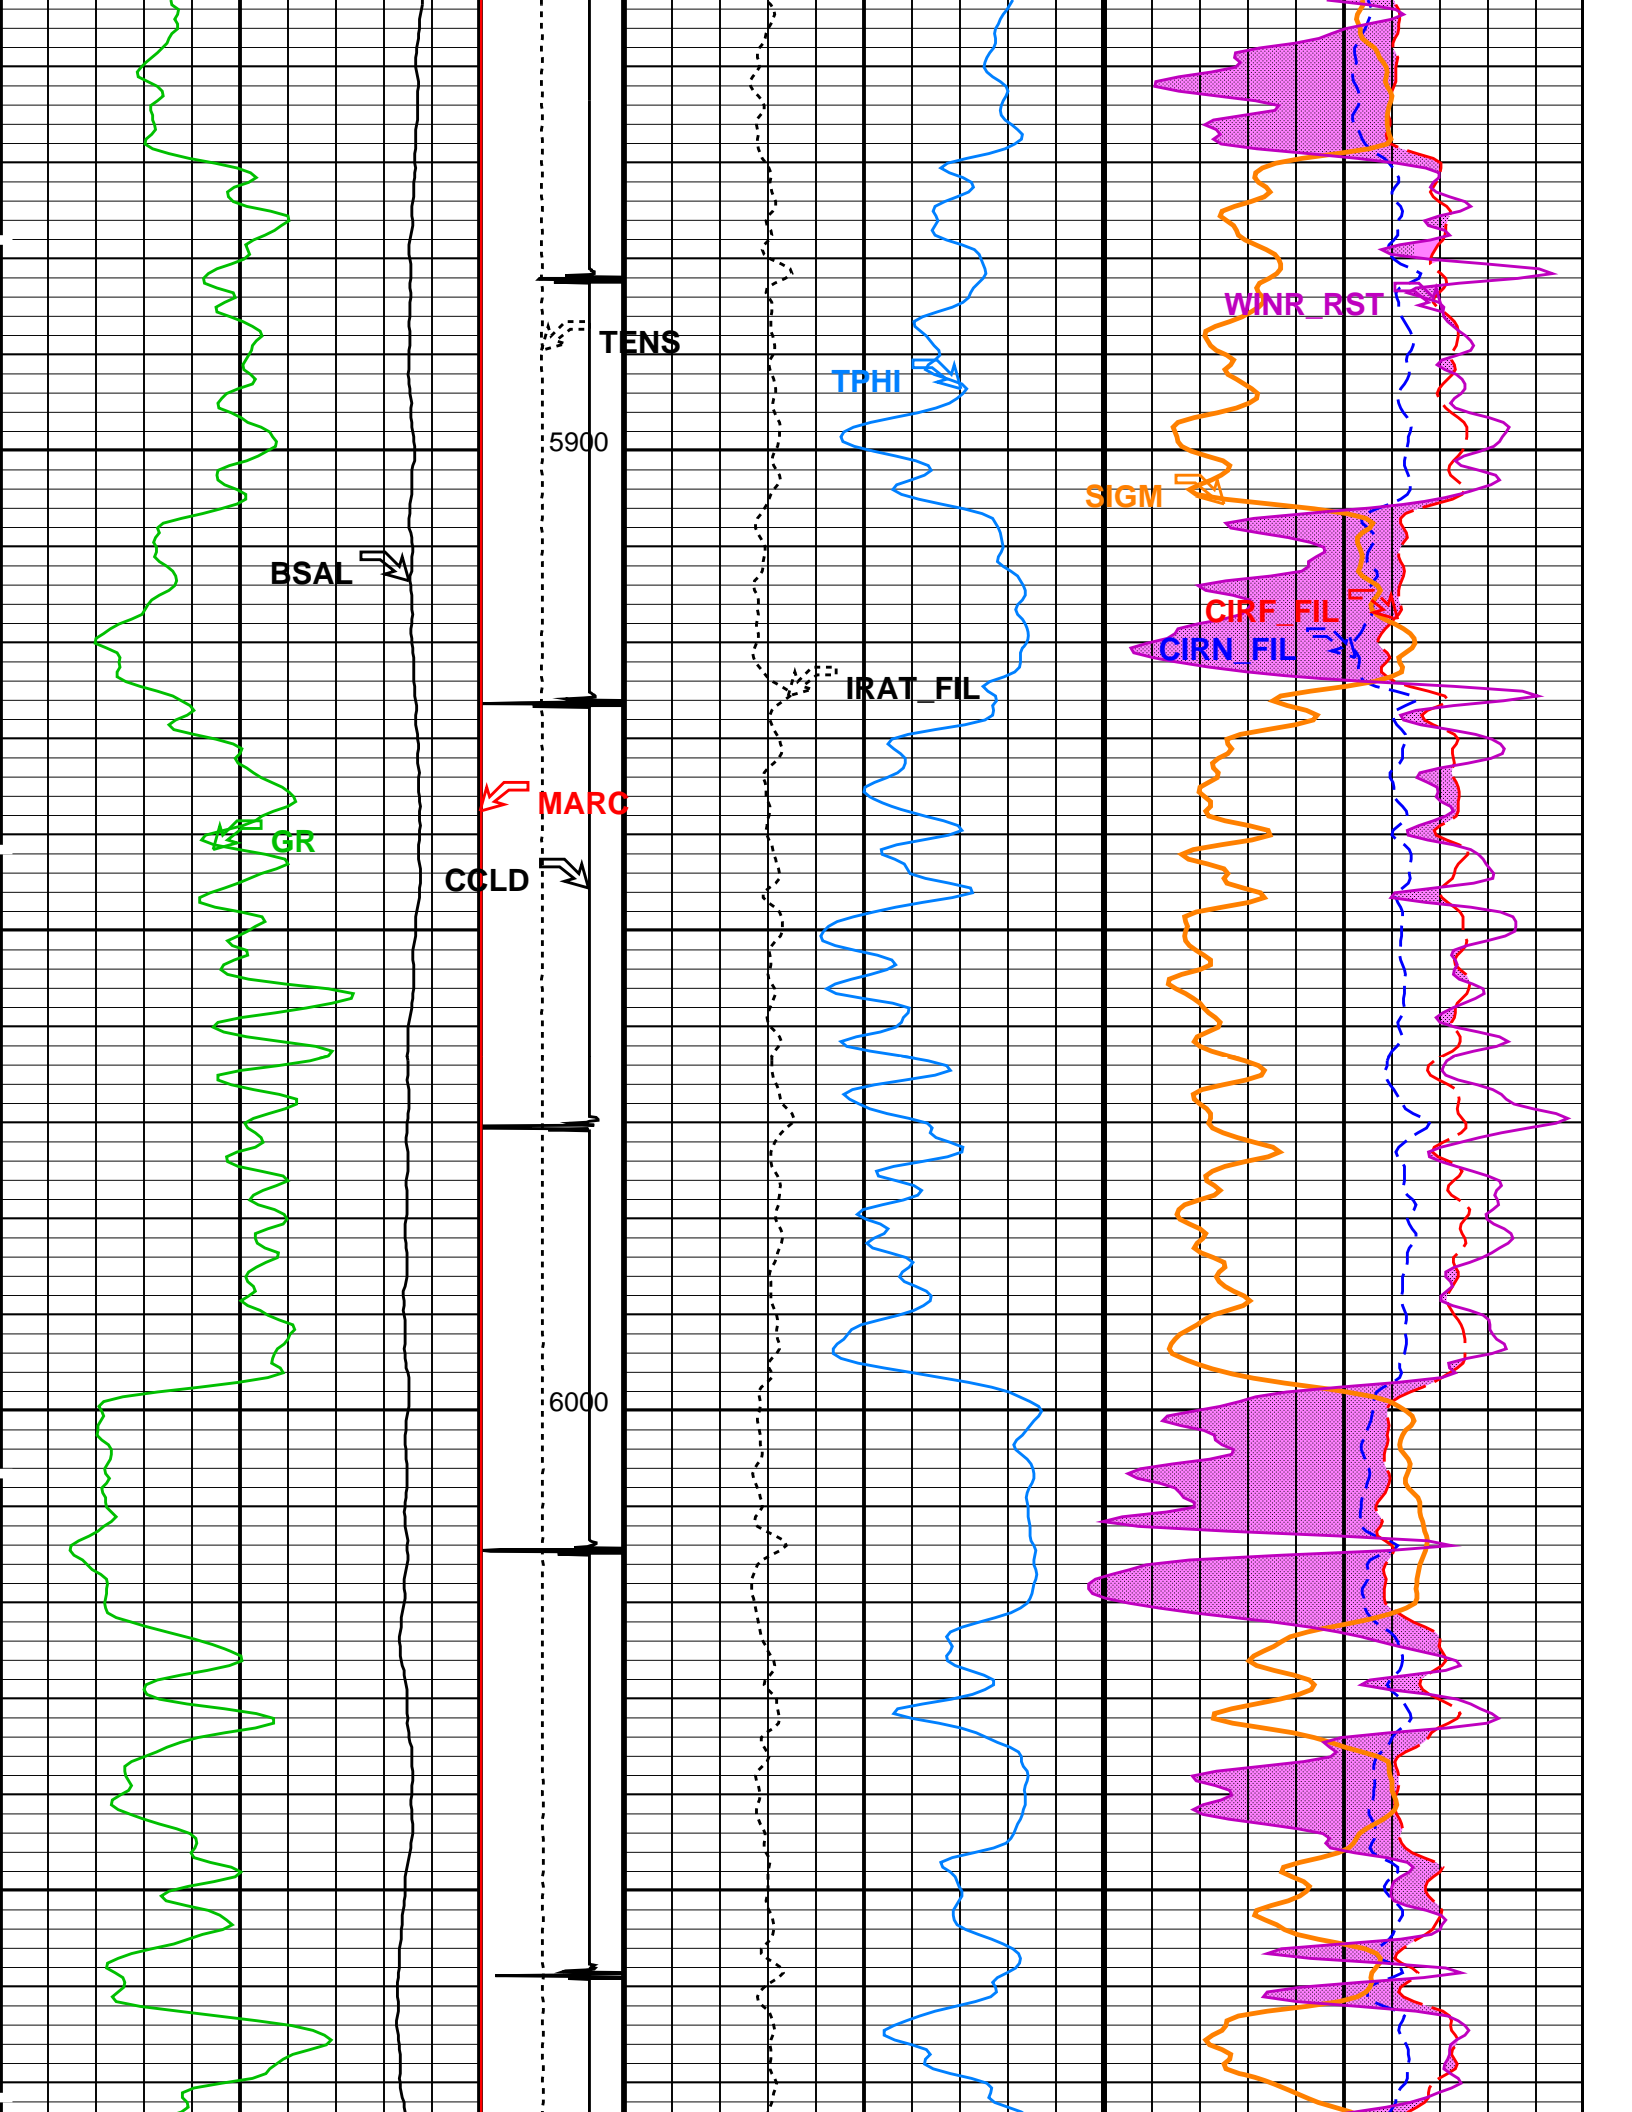 WINR_RST
TENS
TPHI
5900
SIGM
BSAL
CIRF_FIL
CIRN_FIL
IRAT_FIL
MARC
GR
CCLD
6000